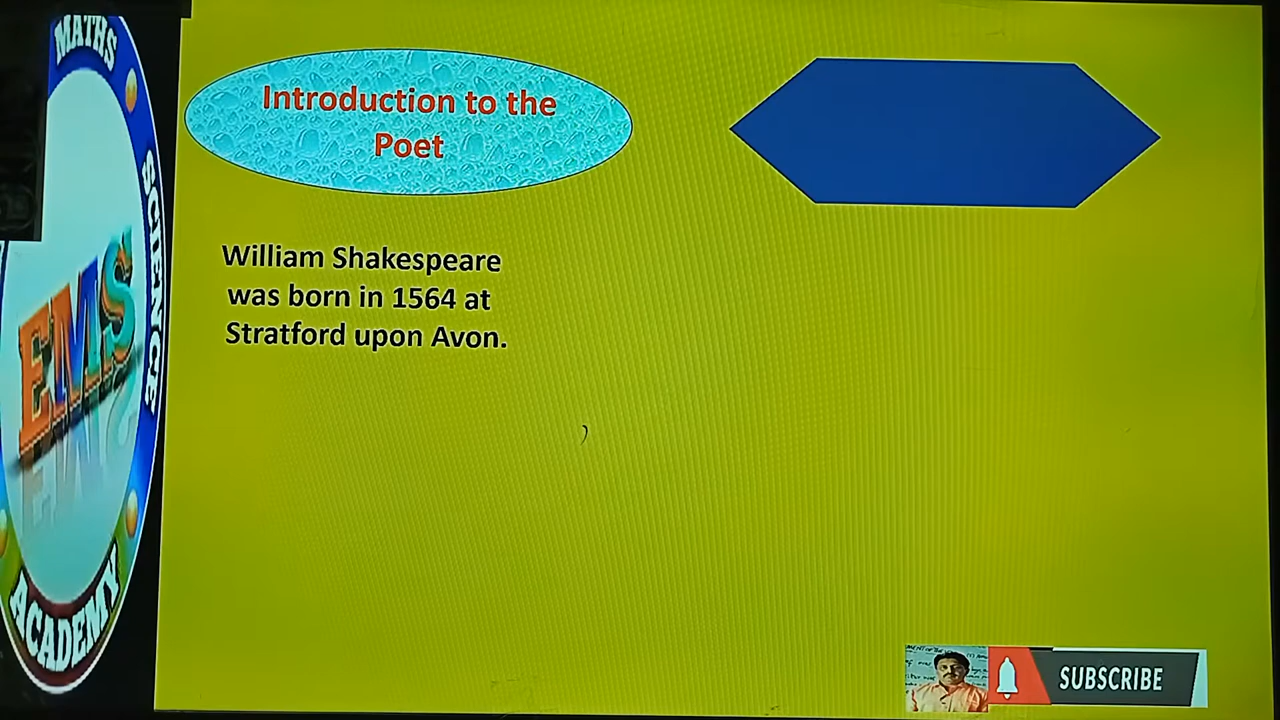 MATHS
SCIENCE
EMS
ACADEMY
Introduction to the
Poet
William Shakespeare
was born in 1564 at
Stratford upon Avon.
SUBSCRIBE